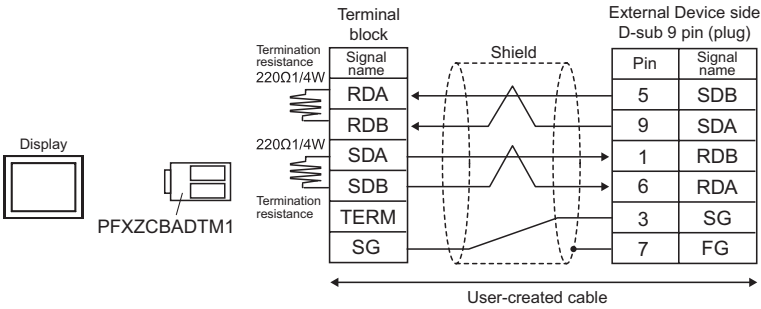 Terminal
block
External Device side
D-sub 9 pin (plug)
Termination
resistance
220Ω1/4W
Signal
name
Shield
Pin
Signal
name
RDA
5
SDB
RDB
9
SDA
220Ω1/4W
SDA
1
RDB
Display
SDB
6
RDA
Termination
resistance
PFXZCBADTM1
TERM
3
SG
SG
7
FG
User-created cable